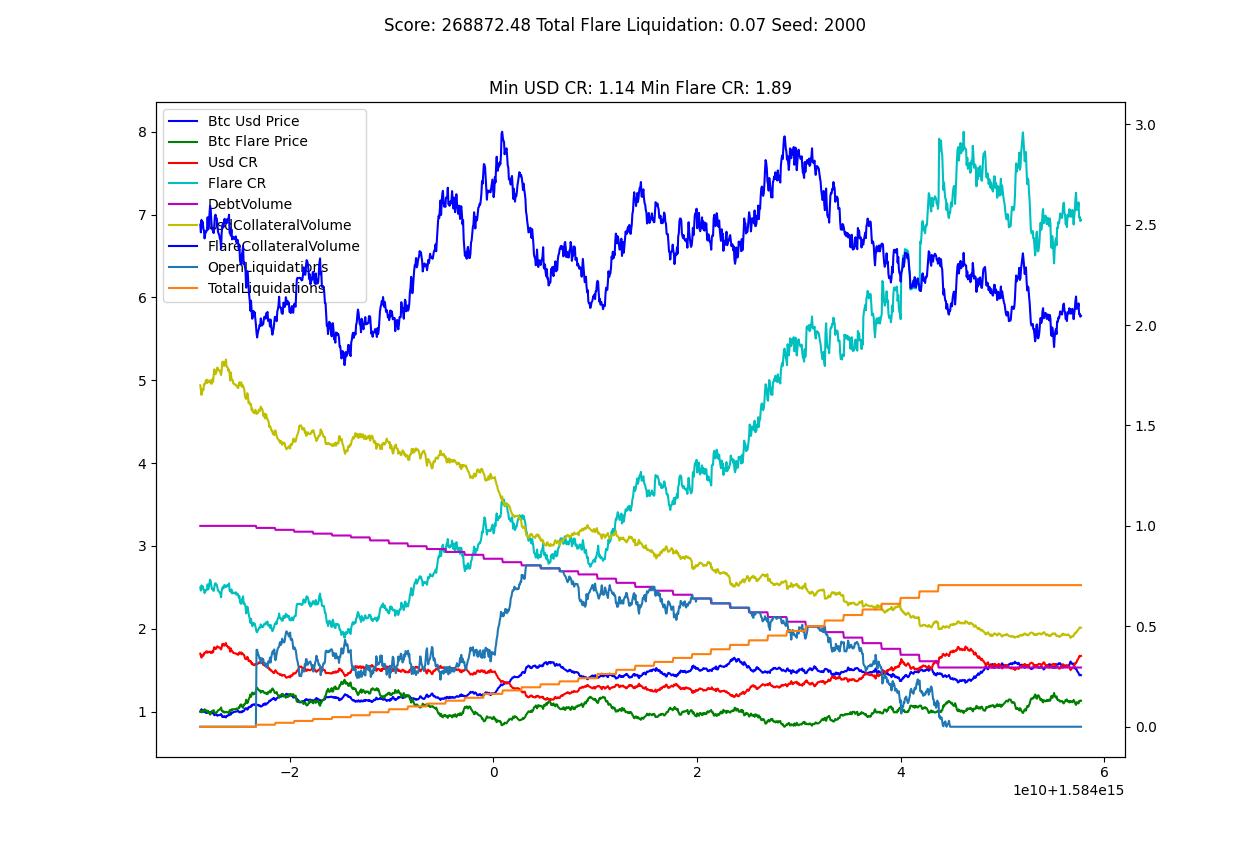 Score: 268872.48 Total Flare Liquidation: 0.07 Seed: 2000
Min USD CR: 1.14 Min Flare CR: 1.89
Btc Usd Price
Btc Flare Price
Usd CR
Flare CR
DebtVolume
UsdCollateralVolume
FlareCollateralVolume
OpenLiquidations
TotalLiquidations
8
7
6
5
4
3
2
1
3.0
2.5
2.0
1.5
1.0
0.5
0.0
−2
0
2
4
6
1e10+1.584e15